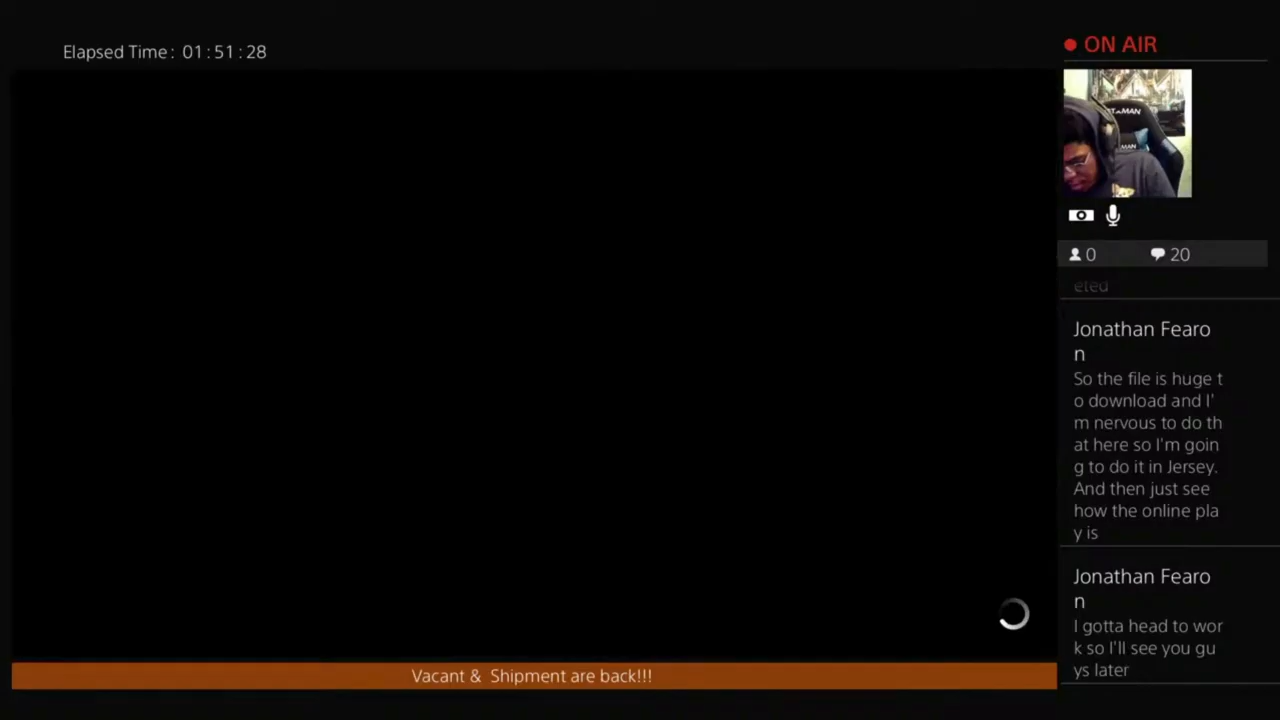 Elapsed Time: 01:51:28
ON AIR
MAN
0 20
eted
Jonathan Fearo
n
So the file is huge t
o download and I'
m nervous to do th
at here so I'm goin
g to do it in Jersey.
And then just see
how the online pla
y is
Jonathan Fearo
n
I gotta head to wor
k so I'll see you gu
ys later
Vacant & Shipment are back!!!